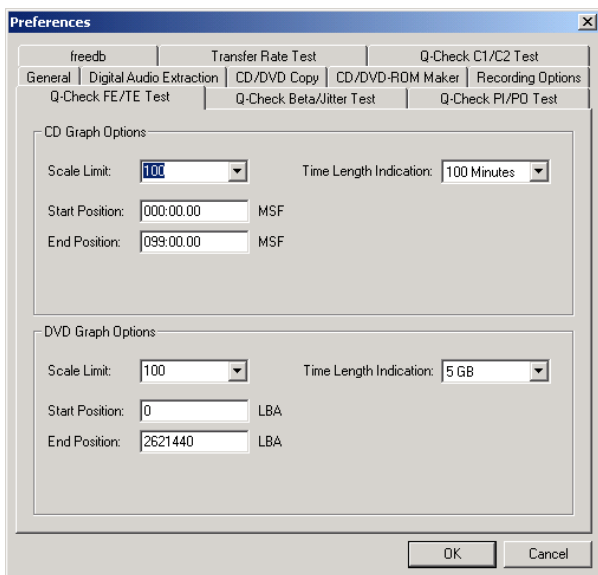 Preferences
freedb Transfer Rate Test Q-Check C1/C2 Test
General Digital Audio Extraction CD/DVD Copy CD/DVD-ROM Maker Recording Options
Q-Check FE/TE Test Q-Check Beta/Jitter Test Q-Check PI/PO Test
CD Graph Options
Scale Limit: 100 Time Length Indication: 100 Minutes
Start Position: 000:00.00 MSF
End Position: 099:00.00 MSF
DVD Graph Options
Scale Limit: 100 Time Length Indication: 5 GB
Start Position: 0 LBA
End Position: 2621440 LBA
OK Cancel